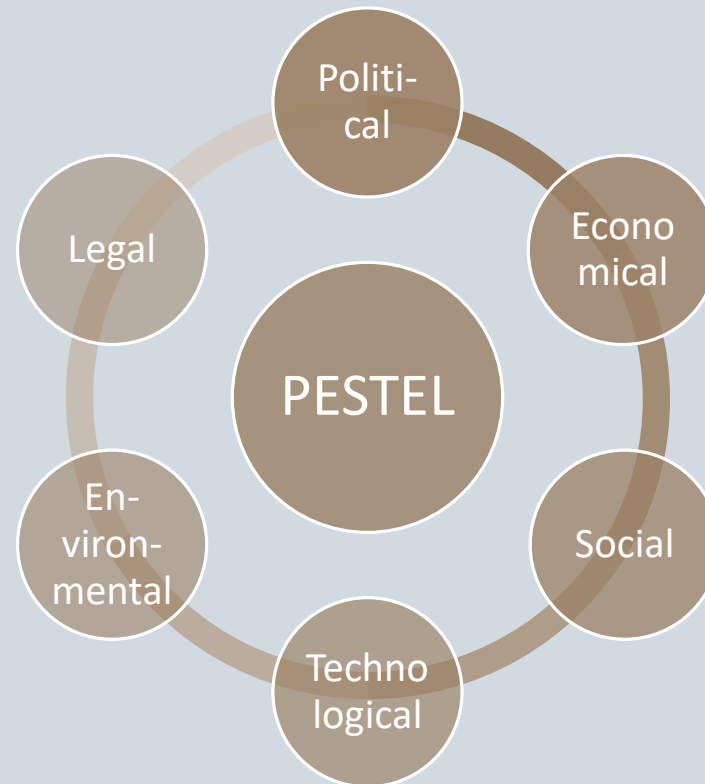 Politi-
cal
Econo
mical
Social
Techno
logical
En-
viron-
mental
Legal
PESTEL